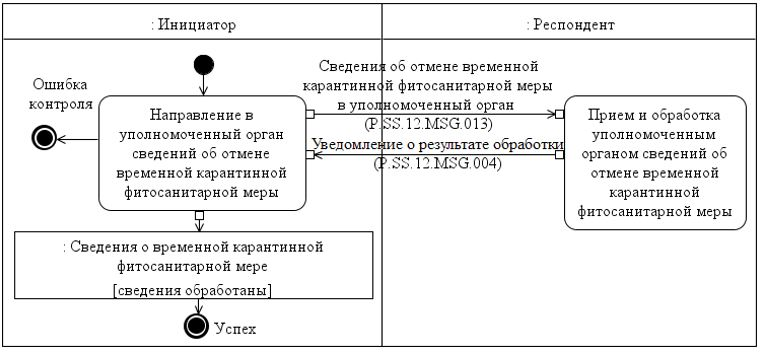 : Инициатор
: Респондент
Ошибка
контроля
Направление в
уполномоченный орган
сведений об отмене
временной карантинной
фитосанитарной меры
Сведения об отмене временной
карантинной фитосанитарной меры
в уполномоченный орган
(P.SS.12.MSG.013)
Уведомление о результате обработки
(P.SS.12.MSG.004)
Прием и обработка
уполномоченным
органом сведений об
отмене временной
карантинной
фитосанитарной меры
: Сведения о временной карантинной
фитосанитарной мере
[сведения обработаны]
Успех